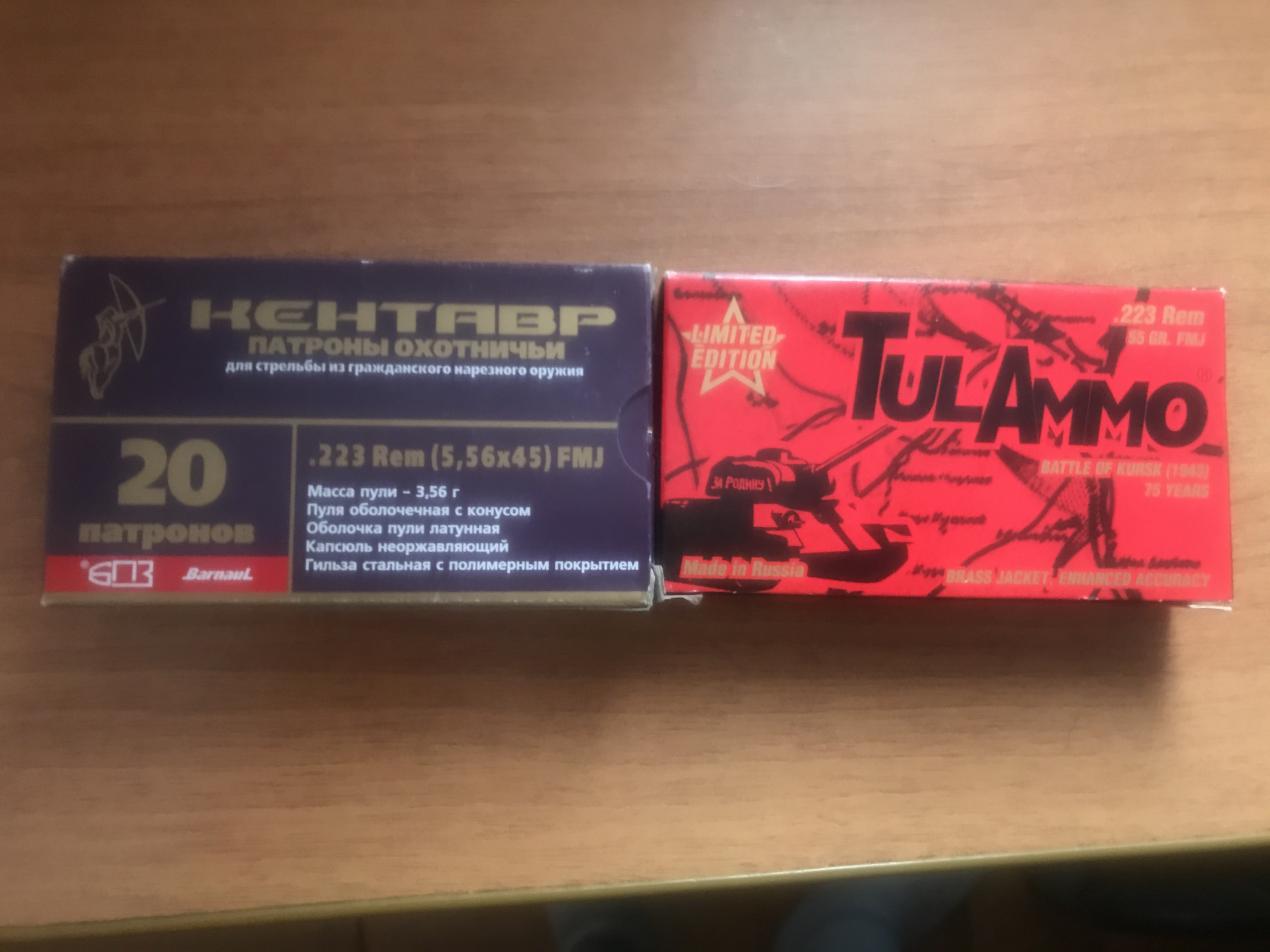 КЕНТАВР
ПАТРОНЫ ОХОТНИЧЬИ
для стрельбы из гражданского нарезного оружия
20
патронов
БПЗ Barnaul
.223 Rem (5,56x45) FMJ
Масса пули – 3,56 г
Пуля оболочечная с конусом
Оболочка пули латунная
Капсюль неоржавляющий
Гильза стальная с полимерным покрытием
LIMITED
EDITION
TULAMMO®
.223 Rem
55 GR. FMJ
BATTLE OF KURSK (1943)
75 YEARS
ЗА РОДИНУ!
Made in Russia
BRASS JACKET, ENHANCED ACCURACY